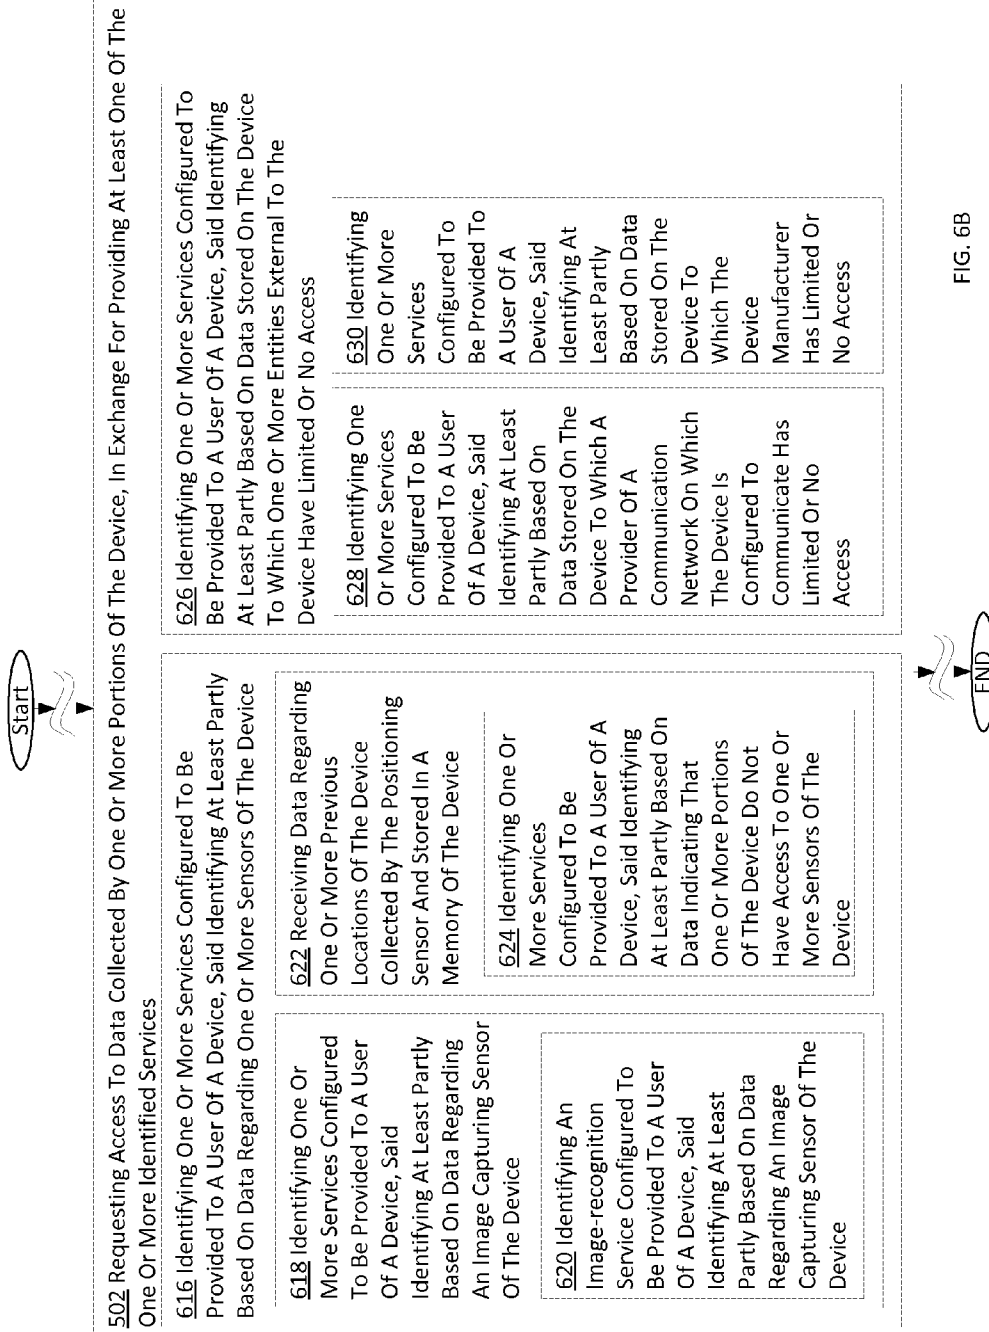 Start
502 Requesting Access To Data Collected By One Or More Portions Of The Device, In Exchange For Providing At Least One Of The
One Or More Identified Services
616 Identifying One Or More Services Configured To Be
Provided To A User Of A Device, Said Identifying At Least Partly
Based On Data Regarding One Or More Sensors Of The Device
618 Identifying One Or
More Services Configured
To Be Provided To A User
Of A Device, Said
Identifying At Least Partly
Based On Data Regarding
An Image Capturing Sensor
Of The Device
620 Identifying An
Image-recognition
Service Configured To
Be Provided To A User
Of A Device, Said
Identifying At Least
Partly Based On Data
Regarding An Image
Capturing Sensor Of The
Device
622 Receiving Data Regarding
One Or More Previous
Locations Of The Device
Collected By The Positioning
Sensor And Stored In A
Memory Of The Device
624 Identifying One Or
More Services
Configured To Be
Provided To A User Of A
Device, Said Identifying
At Least Partly Based On
Data Indicating That
One Or More Portions
Of The Device Do Not
Have Access To One Or
More Sensors Of The
Device
626 Identifying One Or More Services Configured To
Be Provided To A User Of A Device, Said Identifying
At Least Partly Based On Data Stored On The Device
To Which One Or More Entities External To The
Device Have Limited Or No Access
628 Identifying One
Or More Services
Configured To Be
Provided To A User
Of A Device, Said
Identifying At Least
Partly Based On
Data Stored On The
Device To Which A
Provider Of A
Communication
Network On Which
The Device Is
Configured To
Communicate Has
Limited Or No
Access
630 Identifying
One Or More
Services
Configured To
Be Provided To
A User Of A
Device, Said
Identifying At
Least Partly
Based On Data
Stored On The
Device To
Which The
Device
Manufacturer
Has Limited Or
No Access
END
FIG. 6B